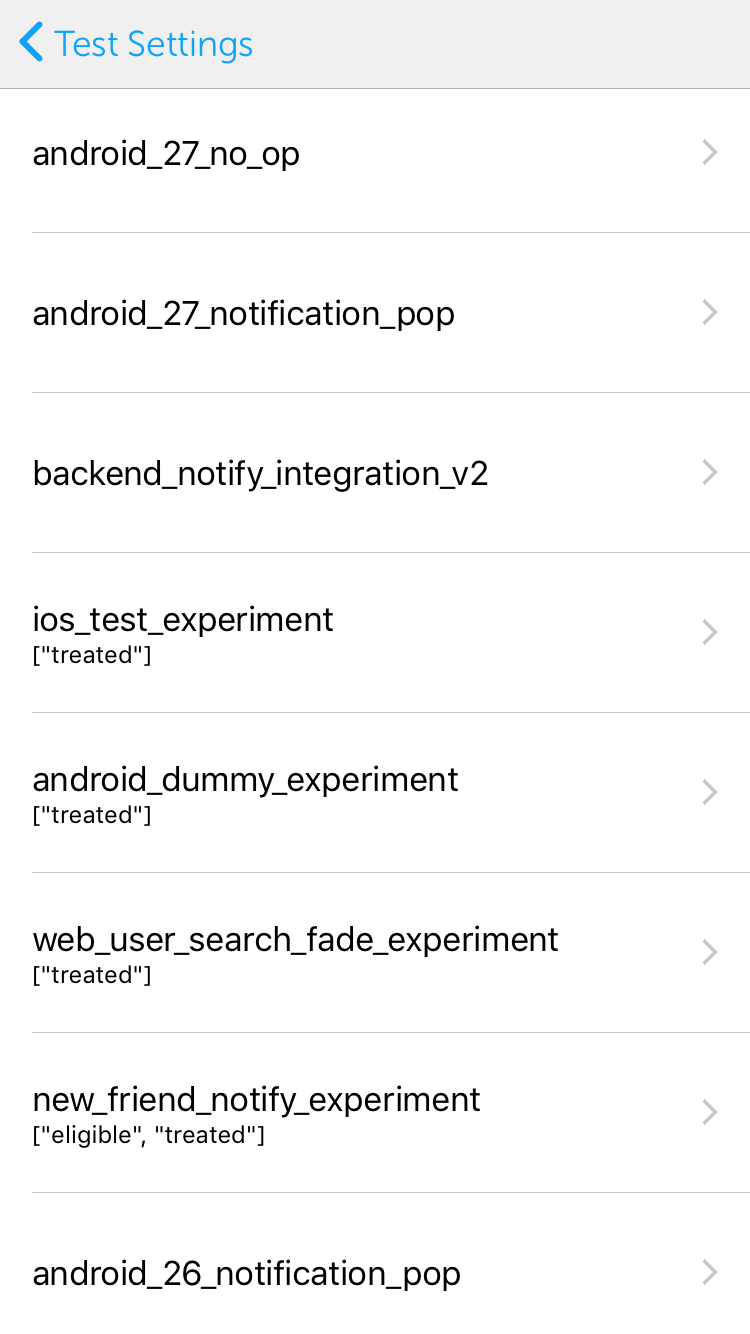 Test Settings
android_27_no_op
android_27_notification_pop
backend_notify_integration_v2
ios_test_experiment
["treated"]
android_dummy_experiment
["treated"]
web_user_search_fade_experiment
["treated"]
new_friend_notify_experiment
["eligible", "treated"]
android_26_notification_pop